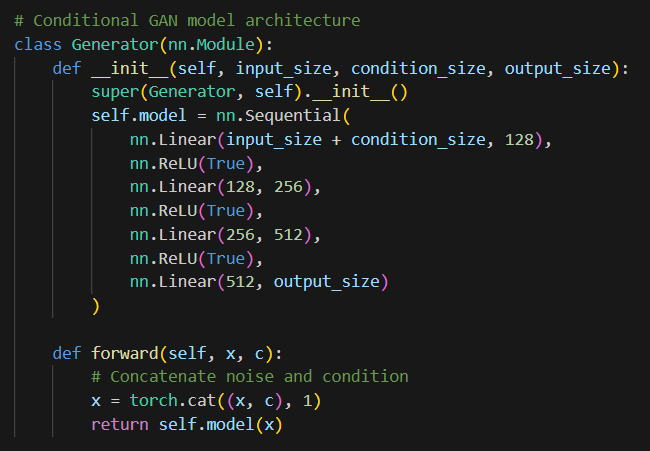 # Conditional GAN model architecture
class Generator(nn.Module):
    def __init__(self, input_size, condition_size, output_size):
        super(Generator, self).__init__()
        self.model = nn.Sequential(
            nn.Linear(input_size + condition_size, 128),
            nn.ReLU(True),
            nn.Linear(128, 256),
            nn.ReLU(True),
            nn.Linear(256, 512),
            nn.ReLU(True),
            nn.Linear(512, output_size)
        )

    def forward(self, x, c):
        # Concatenate noise and condition
        x = torch.cat((x, c), 1)
        return self.model(x)